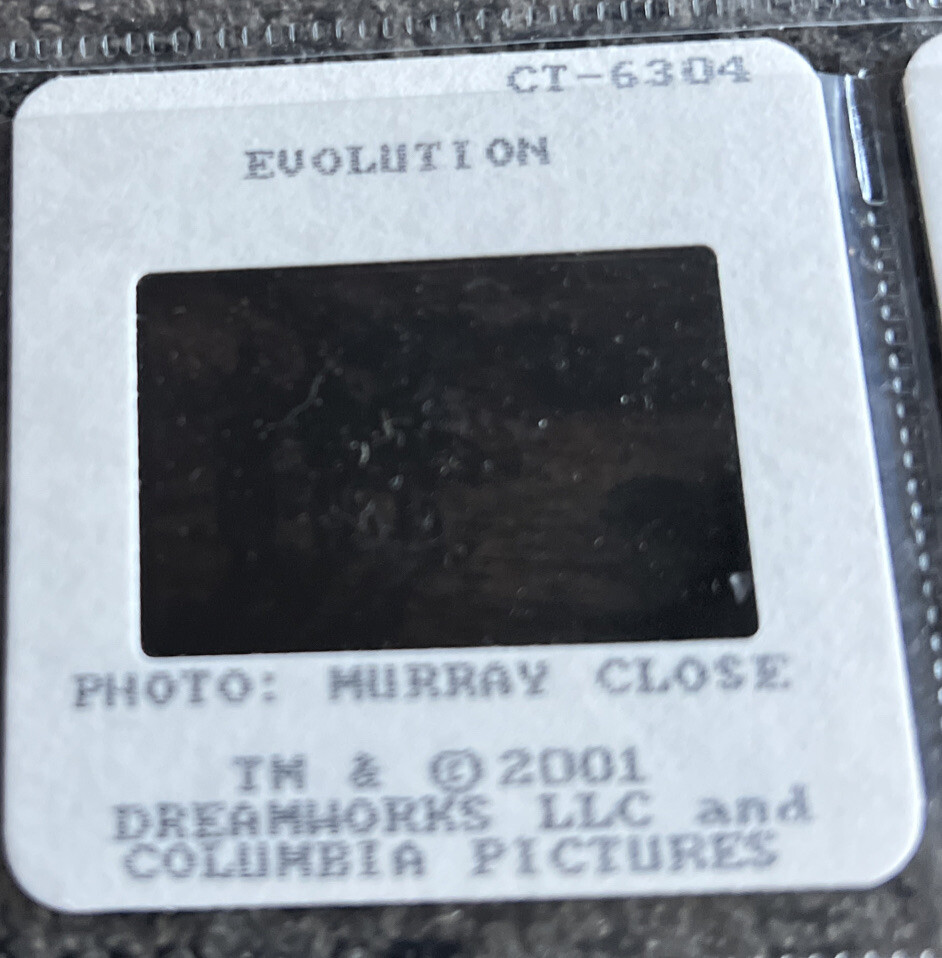 CT-6304
EVOLUTION
PHOTO: MURRAY CLOSE
TM & ©2001
DREAMWORKS LLC and
COLUMBIA PICTURES